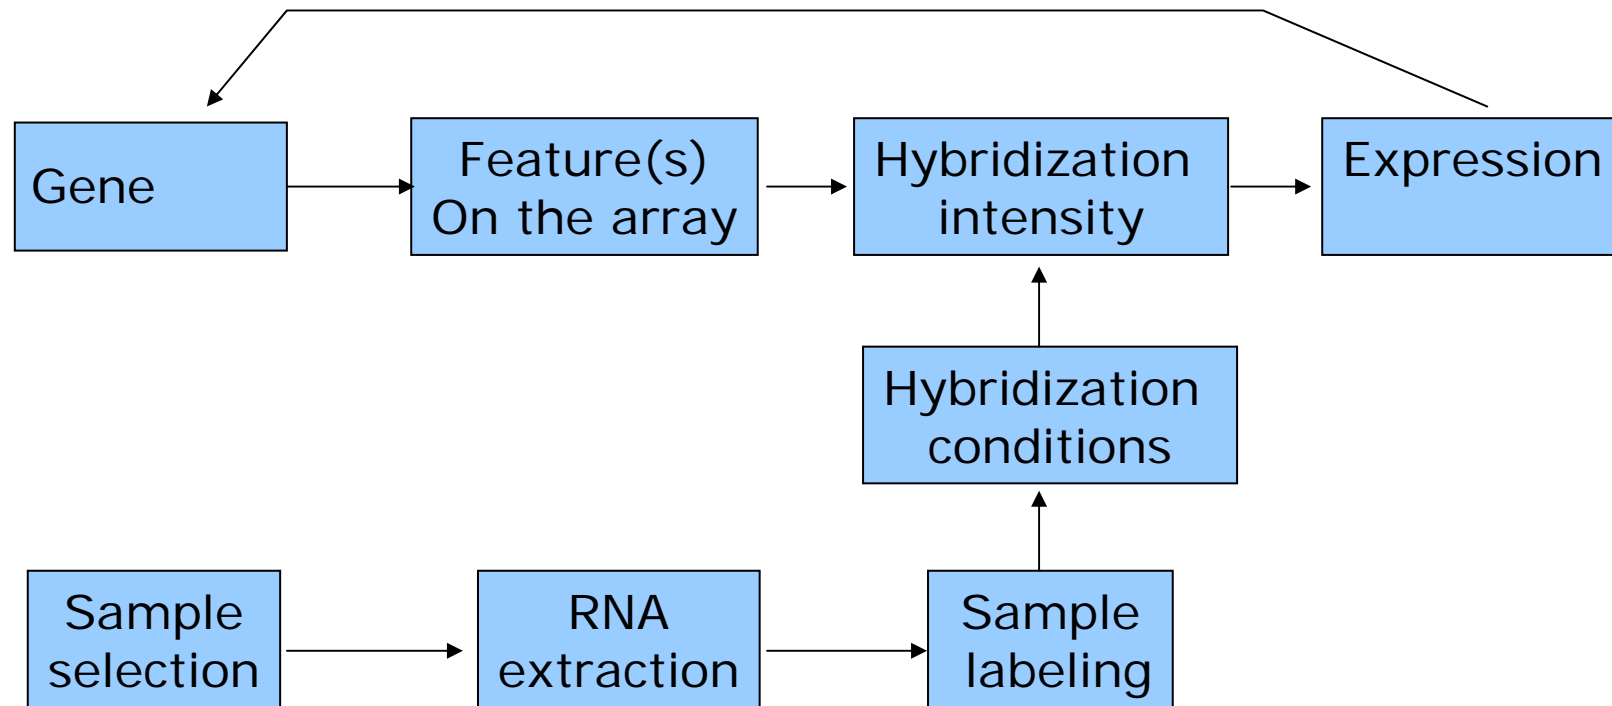 Gene
Feature(s)
On the array
Hybridization
intensity
Expression
Hybridization
conditions
Sample
selection
RNA
extraction
Sample
labeling